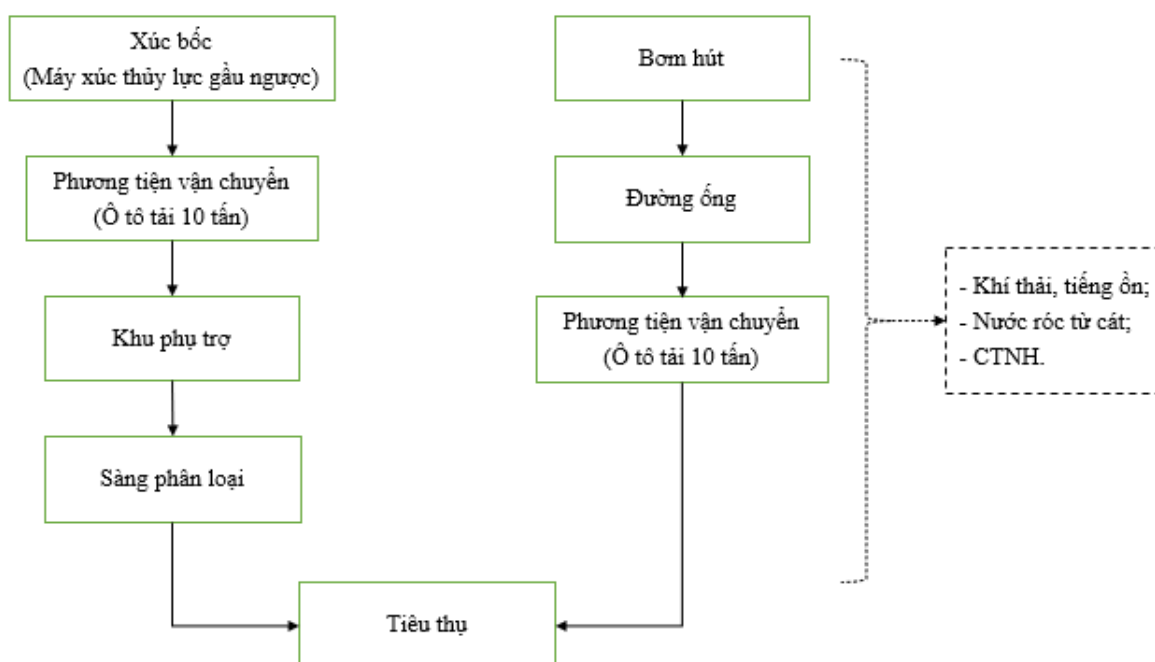 Xúc bốc
(Máy xúc thủy lực gầu ngược)
Phương tiện vận chuyển
(Ô tô tải 10 tấn)
Khu phụ trợ
Sàng phân loại
Bơm hút
Đường ống
Phương tiện vận chuyển
(Ô tô tải 10 tấn)
Tiêu thụ
- Khí thải, tiếng ồn;
- Nước róc từ cát;
- CTNH.